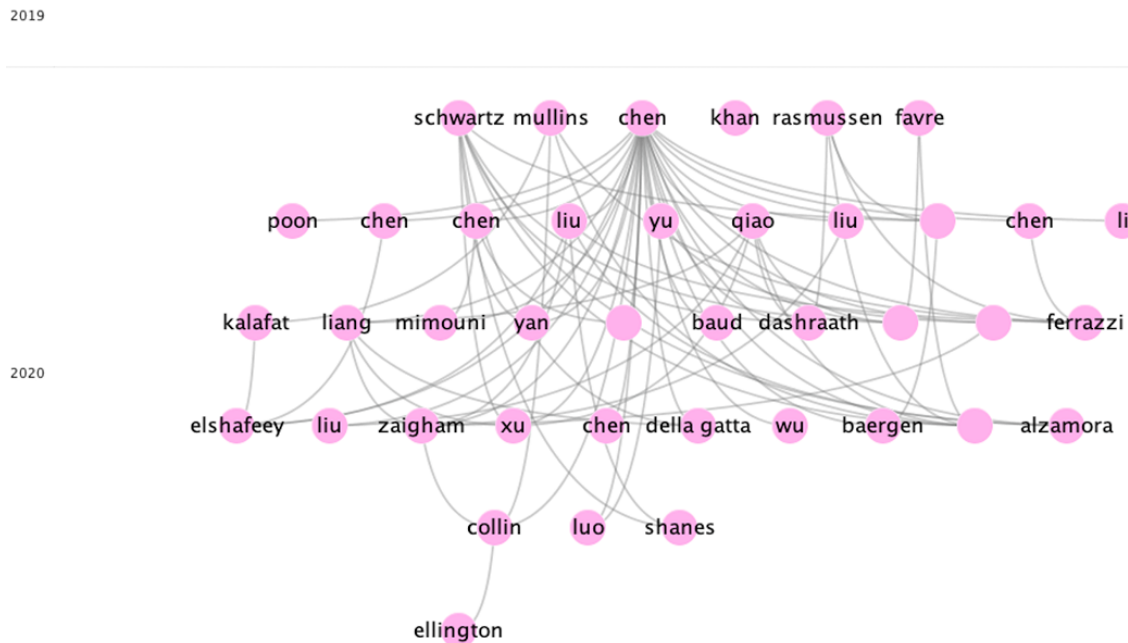 2019
schwartz mullins chen khan rasmussen favre
poon chen chen liu yu qiao liu chen li
kalafat liang mimouni yan baud dashraath ferrazzi
2020
elshafeey liu zaigham xu chen della gatta wu baergen alzamora
collin luo shanes
ellington